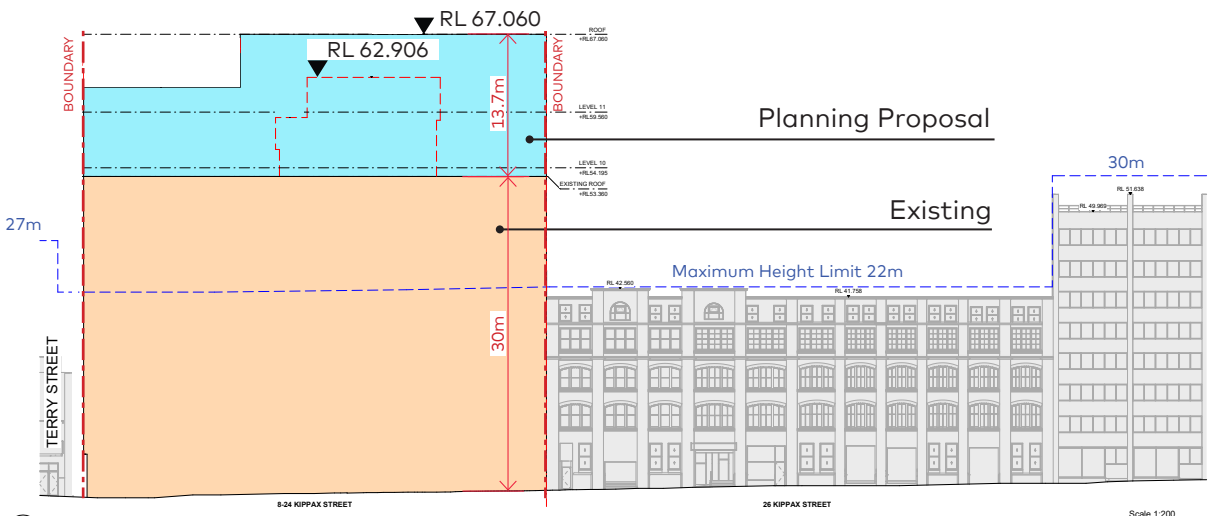 RL 67.060
ROOF
+RL67.060
RL 62.906
BOUNDARY
BOUNDARY
13.7m
LEVEL 11
+RL59.560
Planning Proposal
LEVEL 10
+RL54.195
EXISTING ROOF
+RL53.360
30m
RL 51.638
RL 49.969
Existing
27m
Maximum Height Limit 22m
RL 42.560
RL 41.758
30m
TERRY STREET
8-24 KIPPAX STREET
26 KIPPAX STREET
Scale 1:200